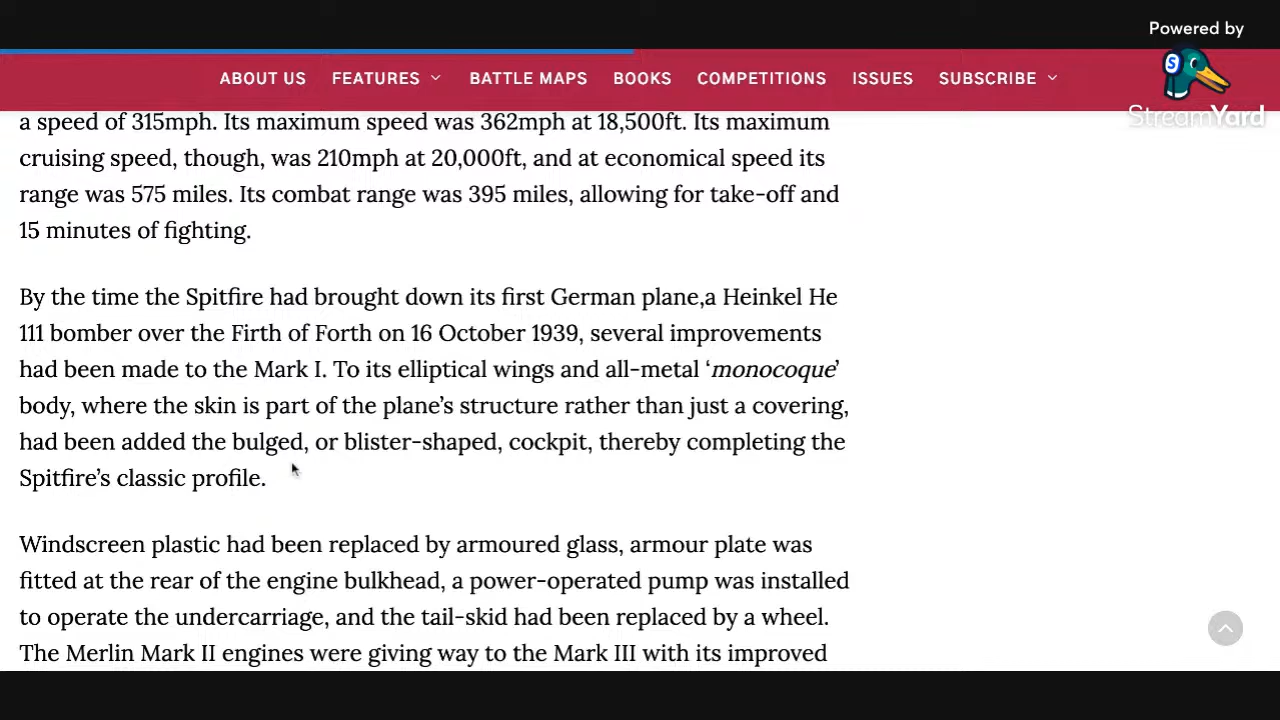 Powered by
ABOUT US FEATURES BATTLE MAPS BOOKS COMPETITIONS ISSUES SUBSCRIBE
S
StreamYard
a speed of 315mph. Its maximum speed was 362mph at 18,500ft. Its maximum
cruising speed, though, was 210mph at 20,000ft, and at economical speed its
range was 575 miles. Its combat range was 395 miles, allowing for take-off and
15 minutes of fighting.
By the time the Spitfire had brought down its first German plane,a Heinkel He
111 bomber over the Firth of Forth on 16 October 1939, several improvements
had been made to the Mark I. To its elliptical wings and all-metal ‘monocoque’
body, where the skin is part of the plane’s structure rather than just a covering,
had been added the bulged, or blister-shaped, cockpit, thereby completing the
Spitfire’s classic profile.
Windscreen plastic had been replaced by armoured glass, armour plate was
fitted at the rear of the engine bulkhead, a power-operated pump was installed
to operate the undercarriage, and the tail-skid had been replaced by a wheel.
The Merlin Mark II engines were giving way to the Mark III with its improved